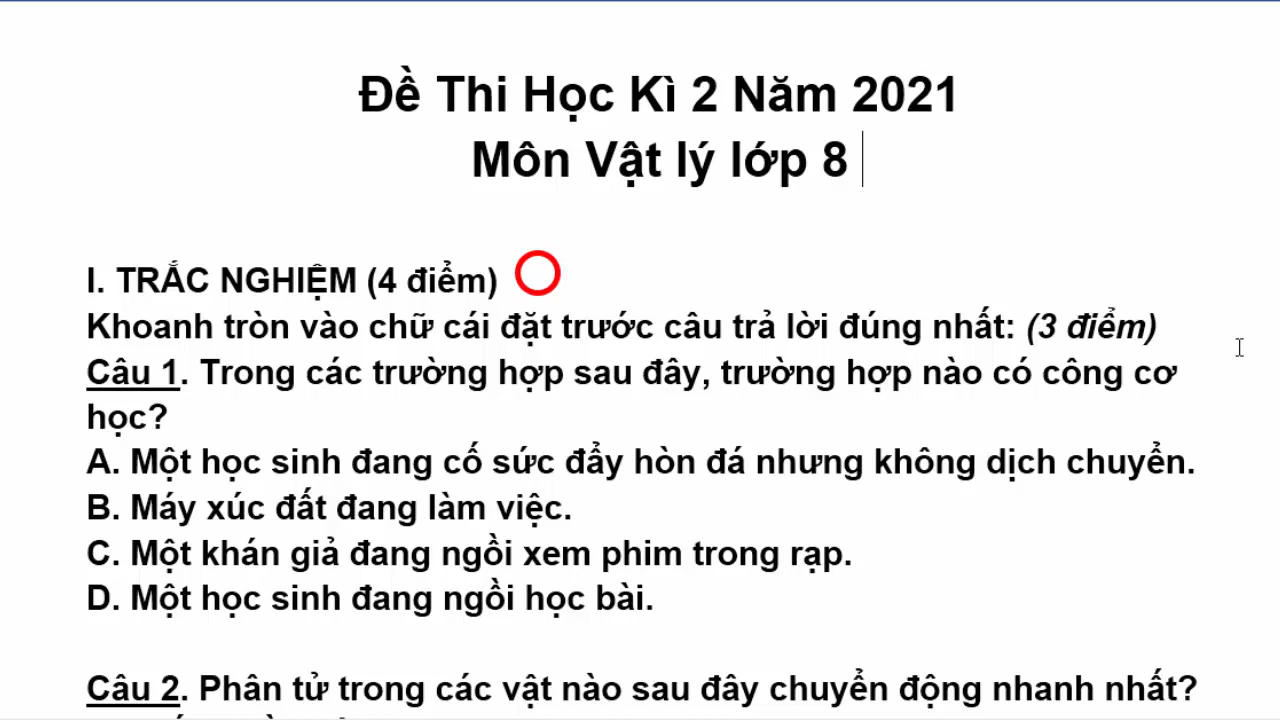 Đề Thi Học Kì 2 Năm 2021
Môn Vật lý lớp 8
I. TRẮC NGHIỆM (4 điểm)
Khoanh tròn vào chữ cái đặt trước câu trả lời đúng nhất: (3 điểm)
Câu 1. Trong các trường hợp sau đây, trường hợp nào có công cơ
học?
A. Một học sinh đang cố sức đẩy hòn đá nhưng không dịch chuyển.
B. Máy xúc đất đang làm việc.
C. Một khán giả đang ngồi xem phim trong rạp.
D. Một học sinh đang ngồi học bài.
Câu 2. Phân tử trong các vật nào sau đây chuyển động nhanh nhất?